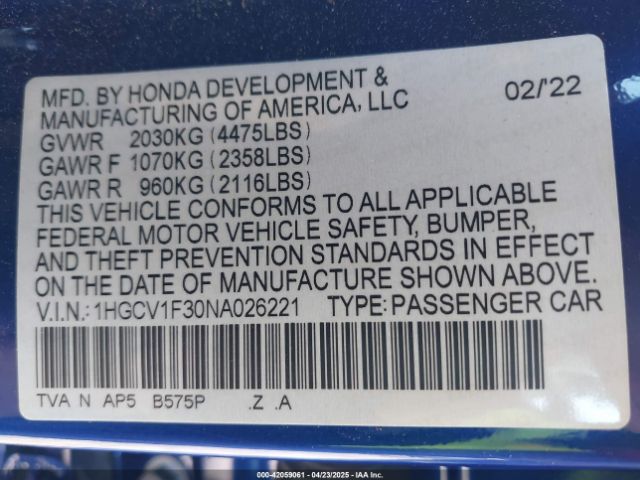 MFD. BY HONDA DEVELOPMENT &
MANUFACTURING OF AMERICA, LLC 02/'22
GVWR 2030KG (4475LBS)
GAWR F 1070KG (2358LBS)
GAWR R 960KG (2116LBS)
THIS VEHICLE CONFORMS TO ALL APPLICABLE
FEDERAL MOTOR VEHICLE SAFETY, BUMPER,
AND THEFT PREVENTION STANDARDS IN EFFECT
ON THE DATE OF MANUFACTURE SHOWN ABOVE.
V.I.N.: 1HGCV1F30NA026221 TYPE: PASSENGER CAR
TVA N AP5 B575P .Z .A
000-42059061 - 04/23/2025 - IAA Inc.